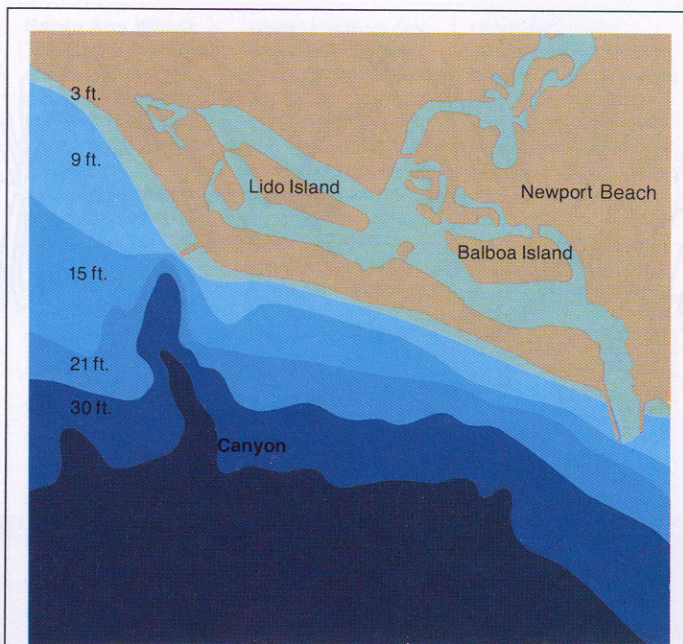 3 ft.
9 ft.
Lido Island
Newport Beach
Balboa Island
15 ft.
21 ft.
30 ft.
Canyon